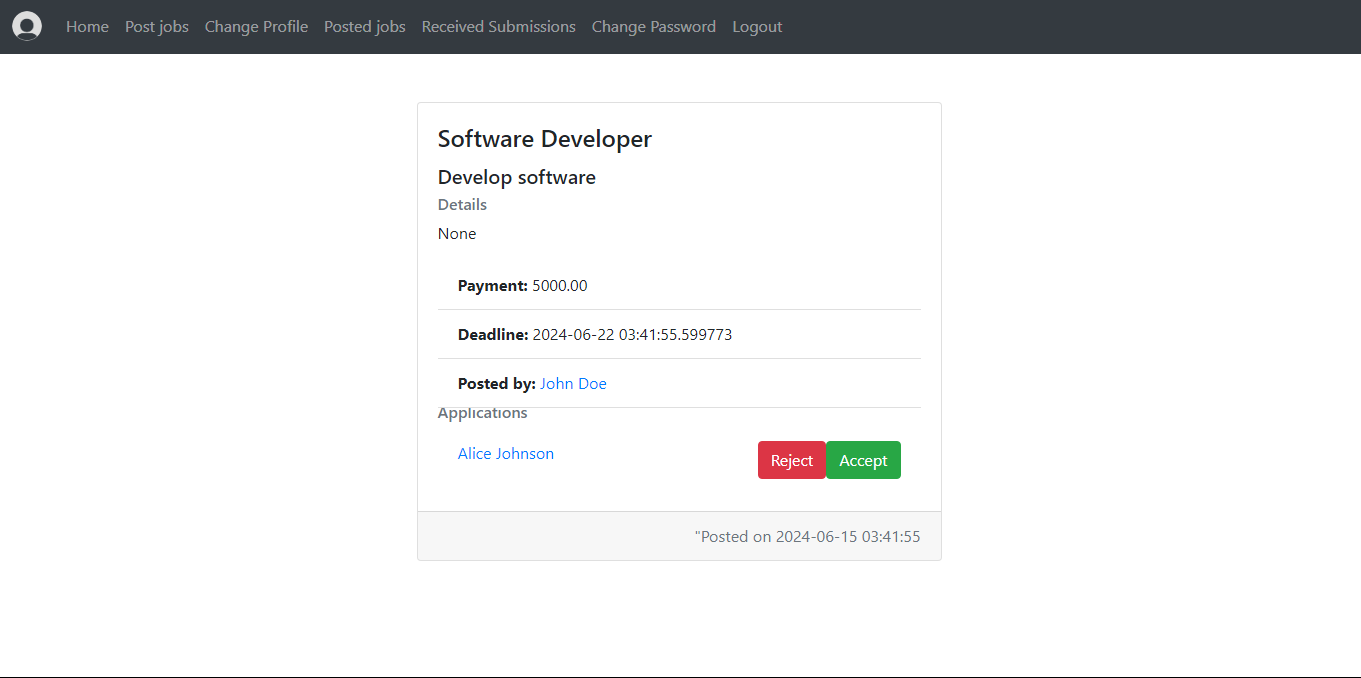 Home Post jobs Change Profile Posted jobs Received Submissions Change Password Logout
Software Developer
Develop software
Details
None
Payment: 5000.00
Deadline: 2024-06-22 03:41:55.599773
Posted by: John Doe
Applications
Alice Johnson Reject Accept
"Posted on 2024-06-15 03:41:55